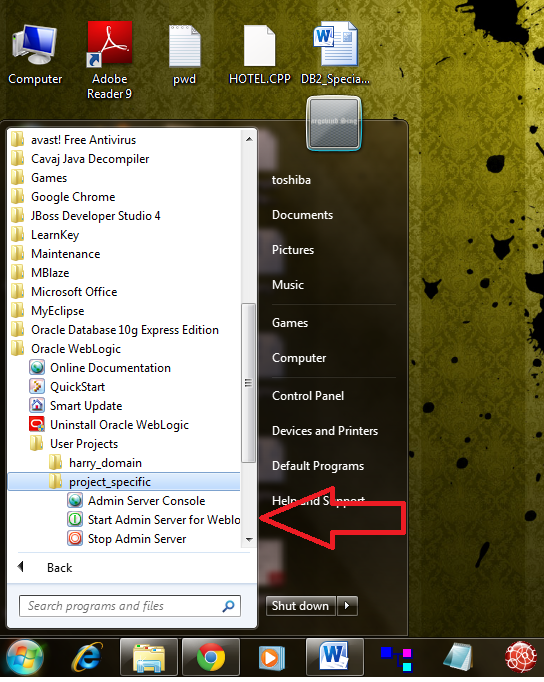 Computer
Adobe
Reader 9
pwd
HOTEL.CPP
DB2_Specia...
avast! Free Antivirus
Cavaj Java Decompiler
Games
Google Chrome
JBoss Developer Studio 4
LearnKey
Maintenance
MBlaze
Microsoft Office
MyEclipse
Oracle Database 10g Express Edition
Oracle WebLogic
Online Documentation
QuickStart
Smart Update
Uninstall Oracle WebLogic
User Projects
harry_domain
project_specific
Admin Server Console
Start Admin Server for Weblo
Stop Admin Server
Back
Search programs and files
toshiba
Documents
Pictures
Music
Games
Computer
Control Panel
Devices and Printers
Default Programs
Help and Support
Shut down